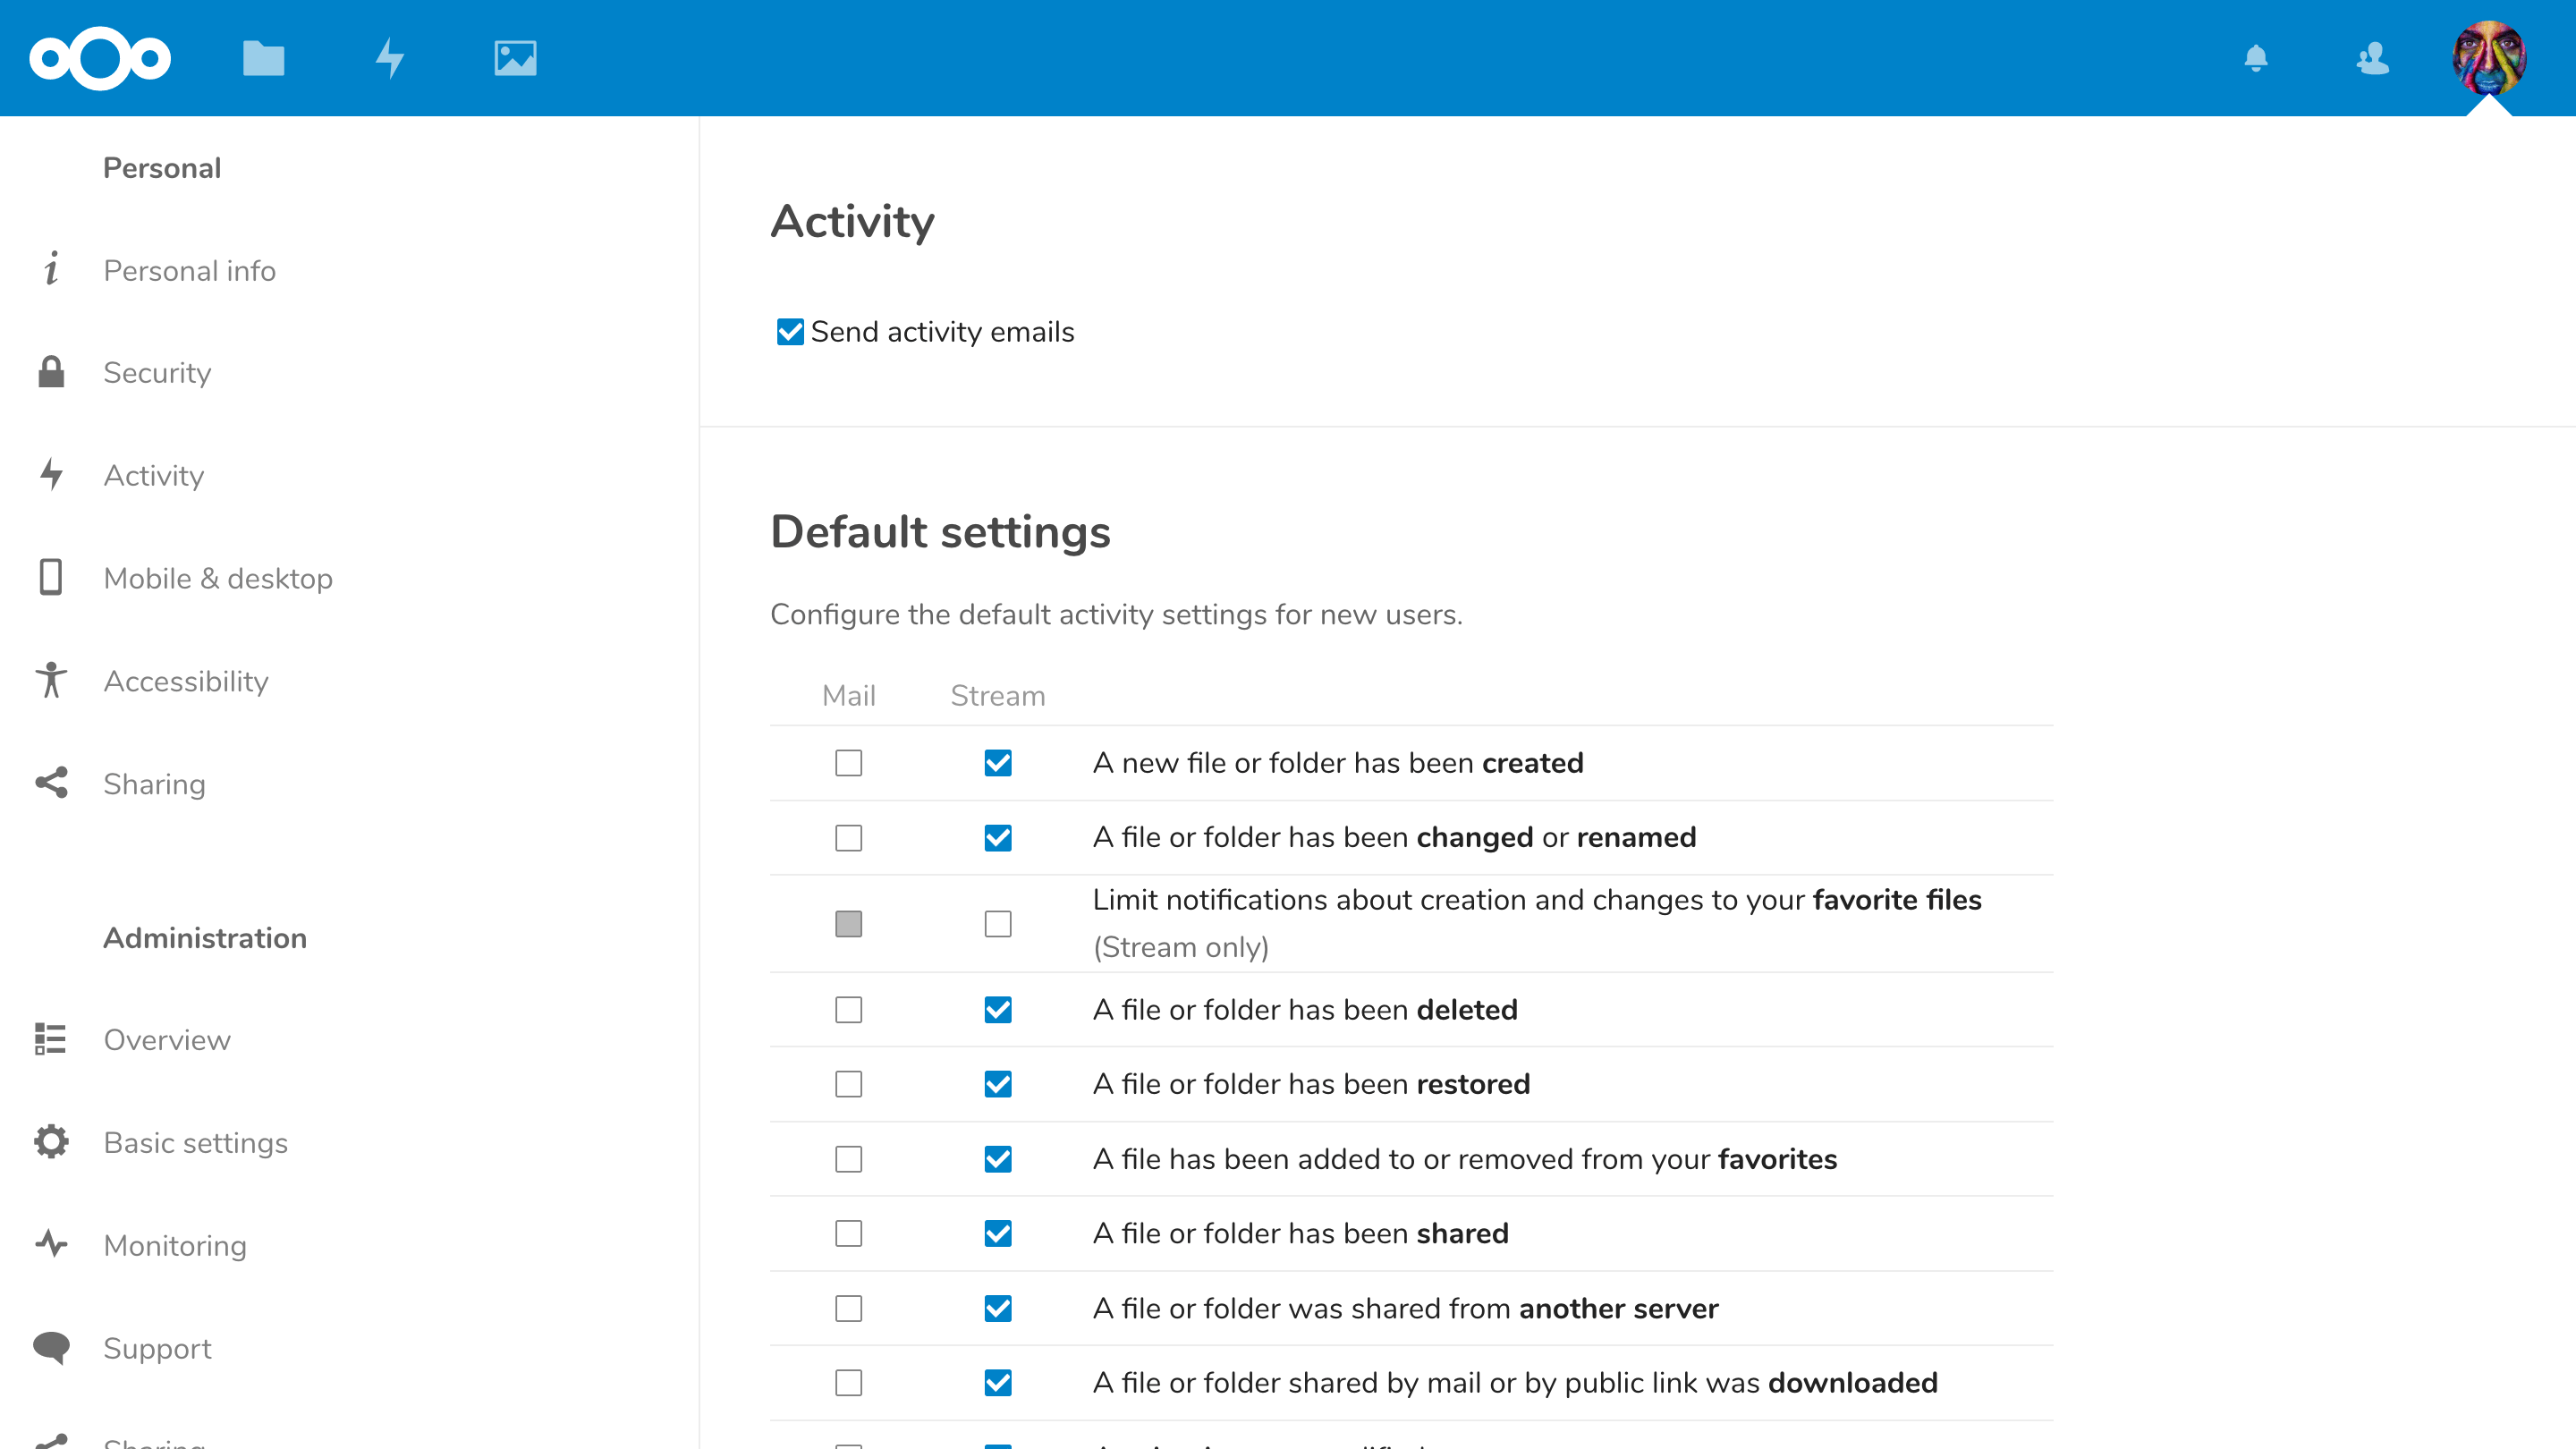 Personal
Personal info
Security
Activity
Mobile & desktop
Accessibility
Sharing
Administration
Overview
Basic settings
Monitoring
Support
Sharing
Activity
Send activity emails
Default settings
Configure the default activity settings for new users.
Mail Stream
A new file or folder has been created
A file or folder has been changed or renamed
Limit notifications about creation and changes to your favorite files
(Stream only)
A file or folder has been deleted
A file or folder has been restored
A file has been added to or removed from your favorites
A file or folder has been shared
A file or folder was shared from another server
A file or folder shared by mail or by public link was downloaded